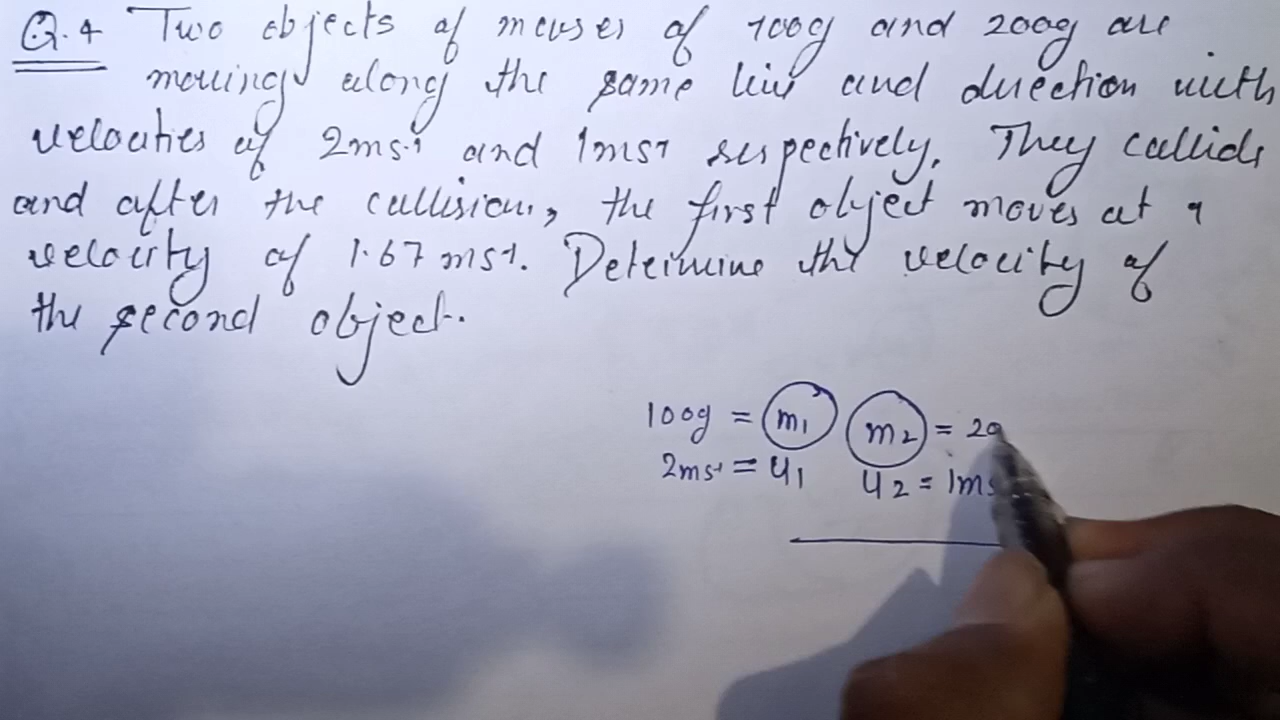 Q.4 Two objects of masses of 100g and 200g are
moving along the same line and direction with
velocities of 2ms-1 and 1ms-1 respectively. They collide
and after the collision, the first object moves at a
velocity of 1.67 ms-1. Determine the velocity of
the second object.
100g = m1 m2 = 20
2ms-1 = u1 u2 = 1ms